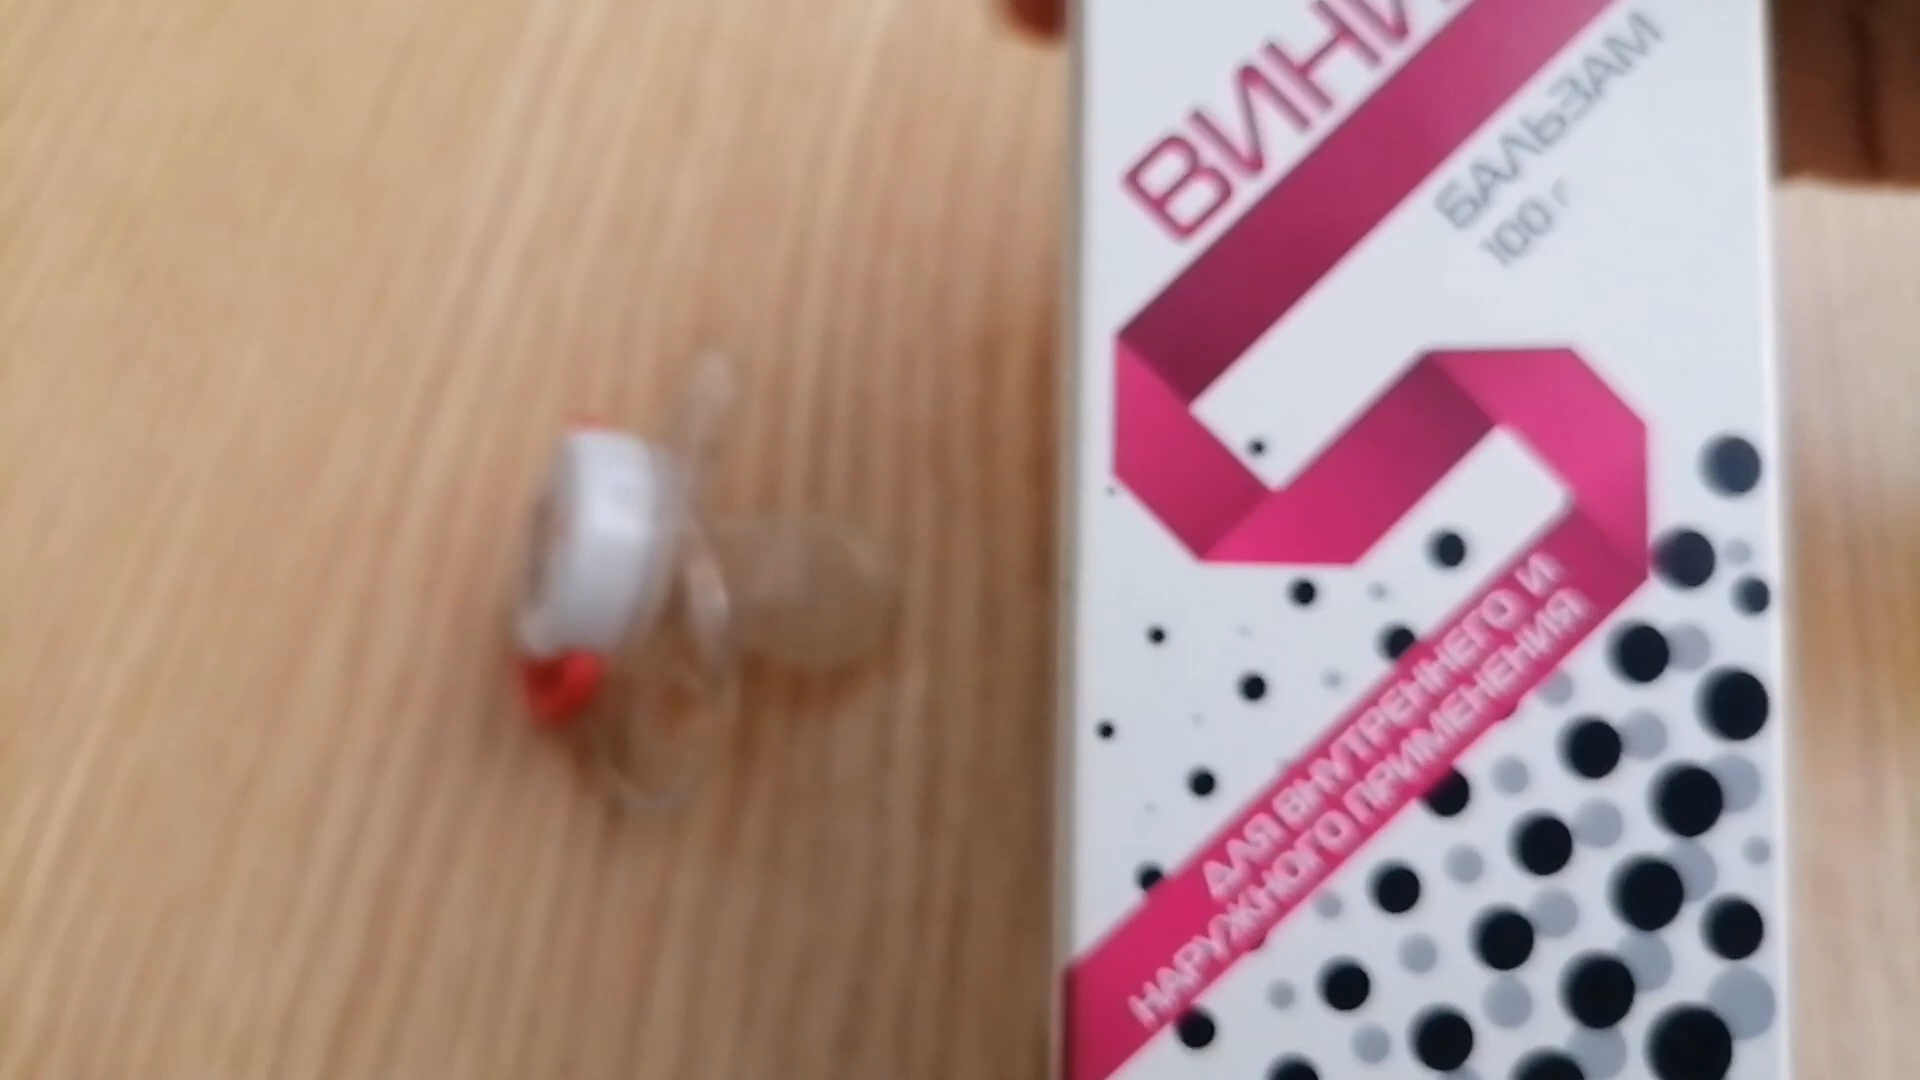 ВИНИ
БАЛЬЗАМ
100 г
ДЛЯ ВНУТРЕННЕГО И
НАРУЖНОГО ПРИМЕНЕНИЯ